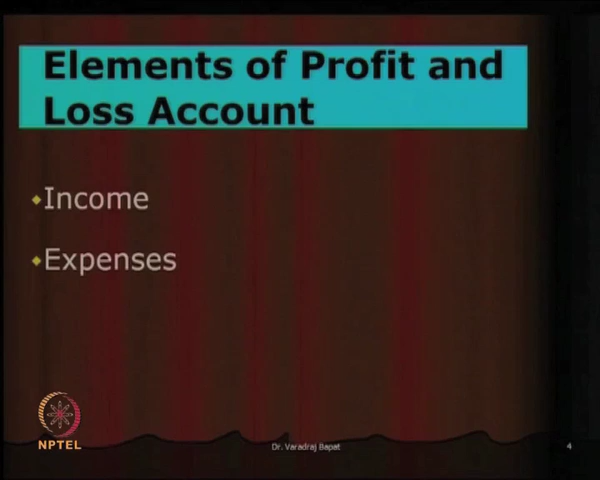 Elements of Profit and
Loss Account
Income
Expenses
NPTEL
Dr. Varadraj Bapat
4